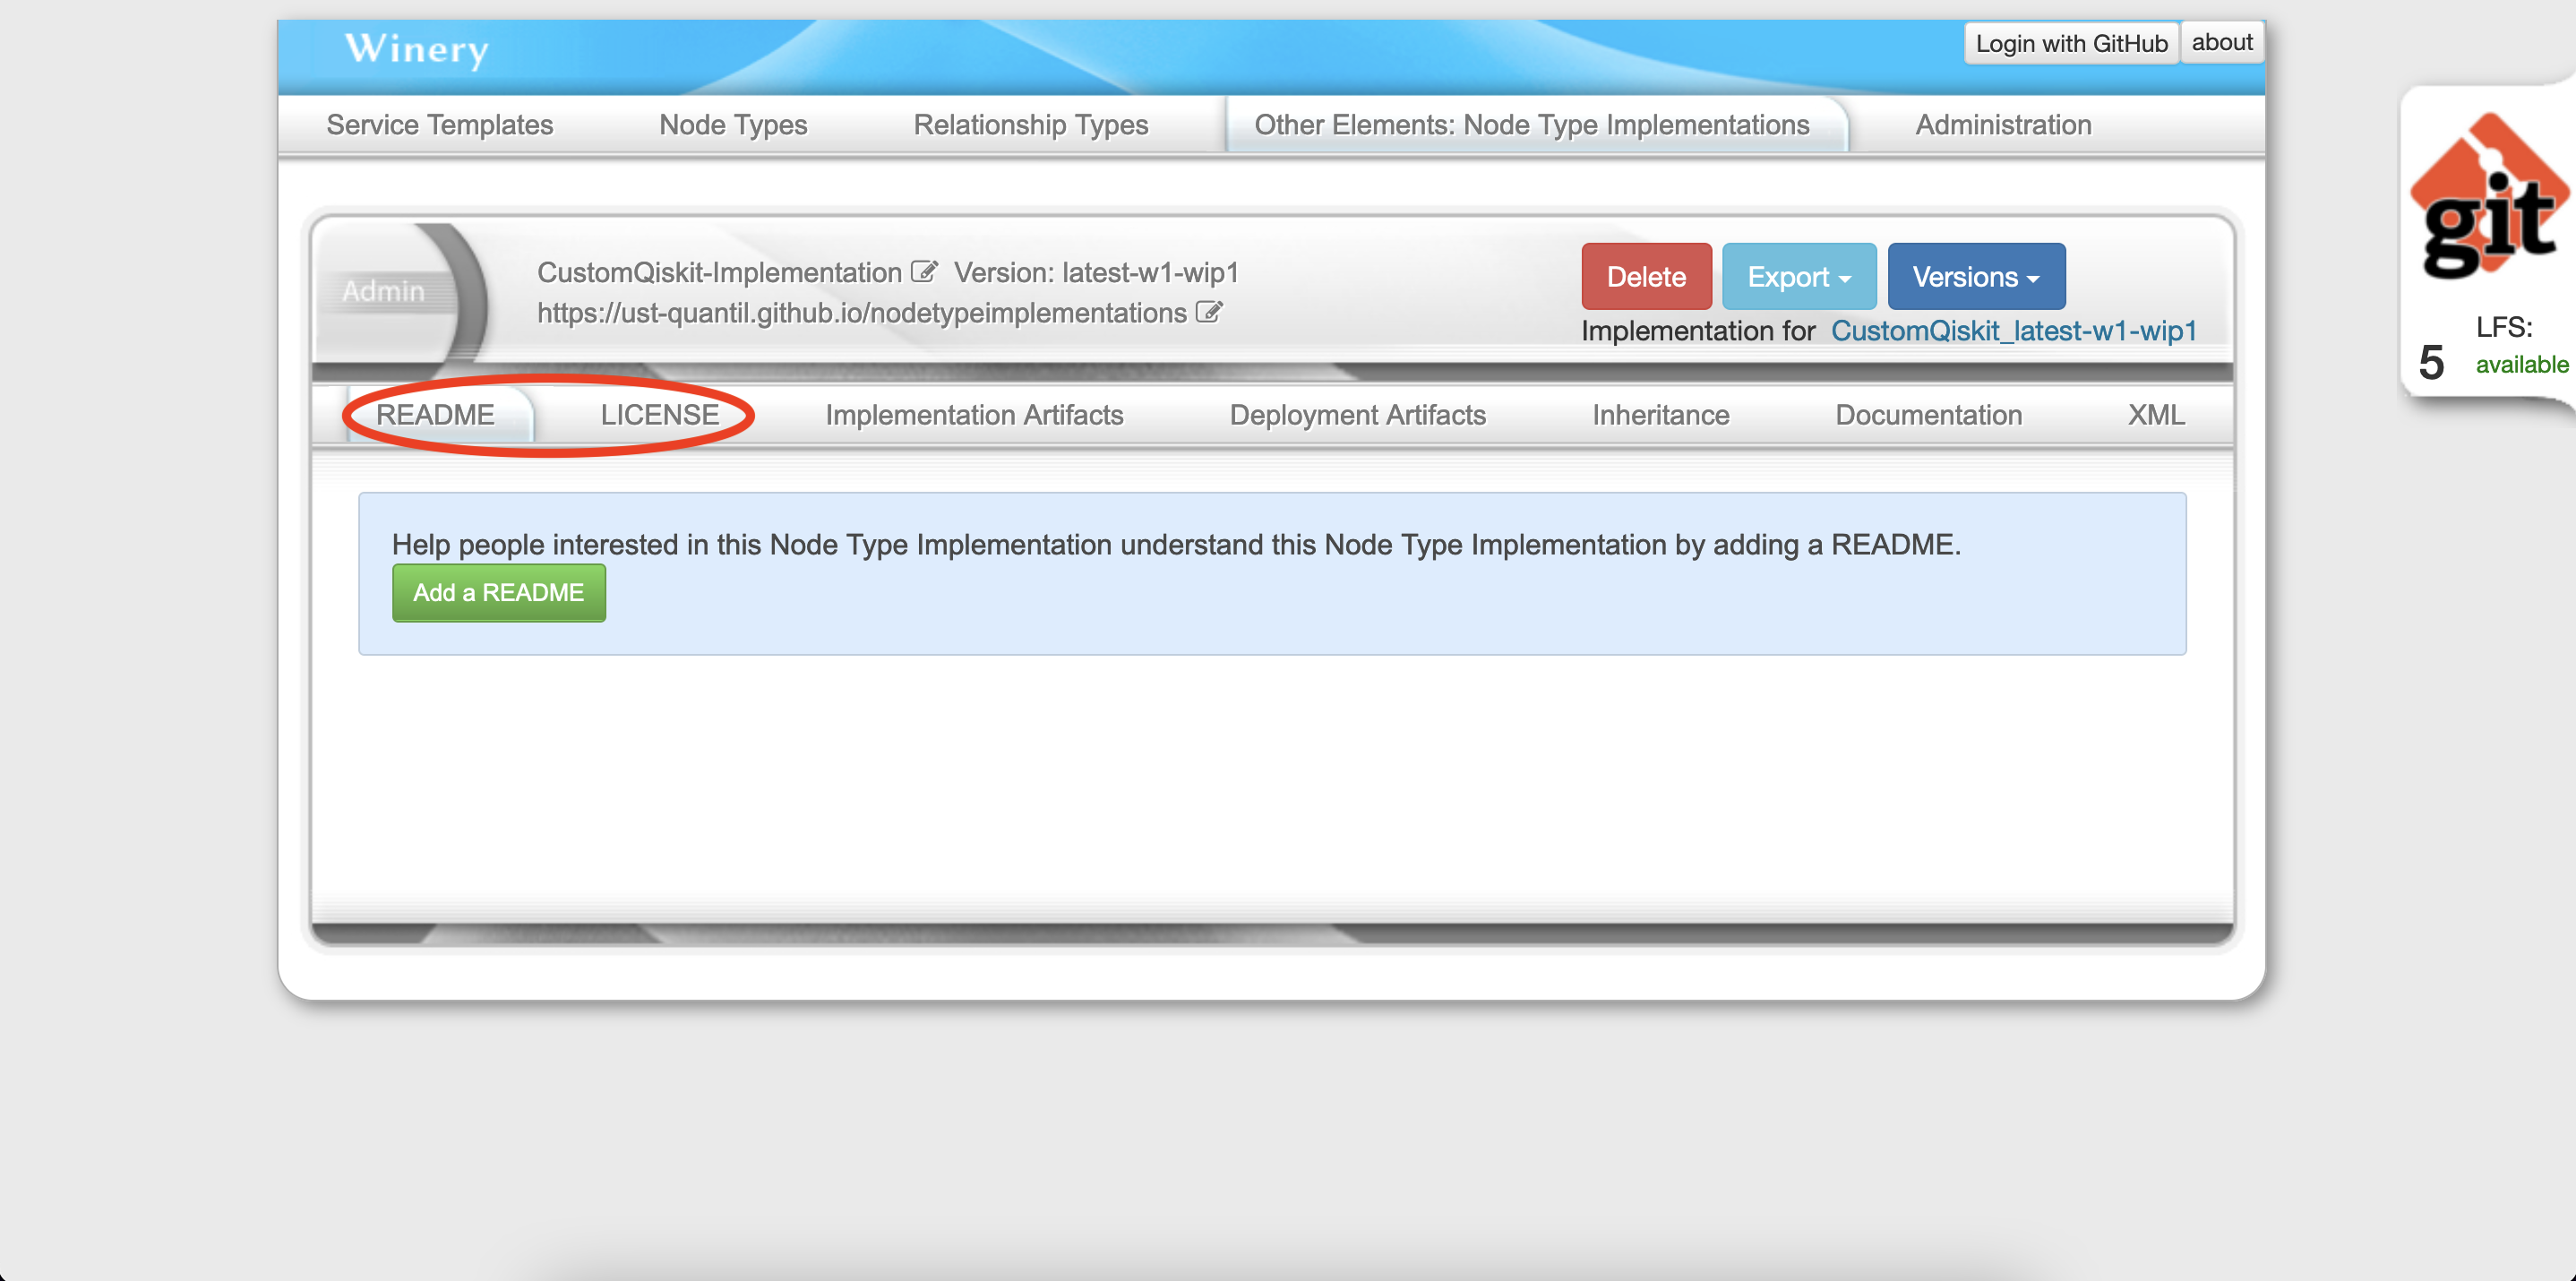 Winery
Login with GitHub about
Service Templates Node Types Relationship Types Other Elements: Node Type Implementations Administration
git
LFS:
5 available
Admin
CustomQiskit-Implementation Version: latest-w1-wip1
https://ust-quantil.github.io/nodetypeimplementations
Delete Export Versions
Implementation for CustomQiskit_latest-w1-wip1
README LICENSE Implementation Artifacts Deployment Artifacts Inheritance Documentation XML
Help people interested in this Node Type Implementation understand this Node Type Implementation by adding a README.
Add a README